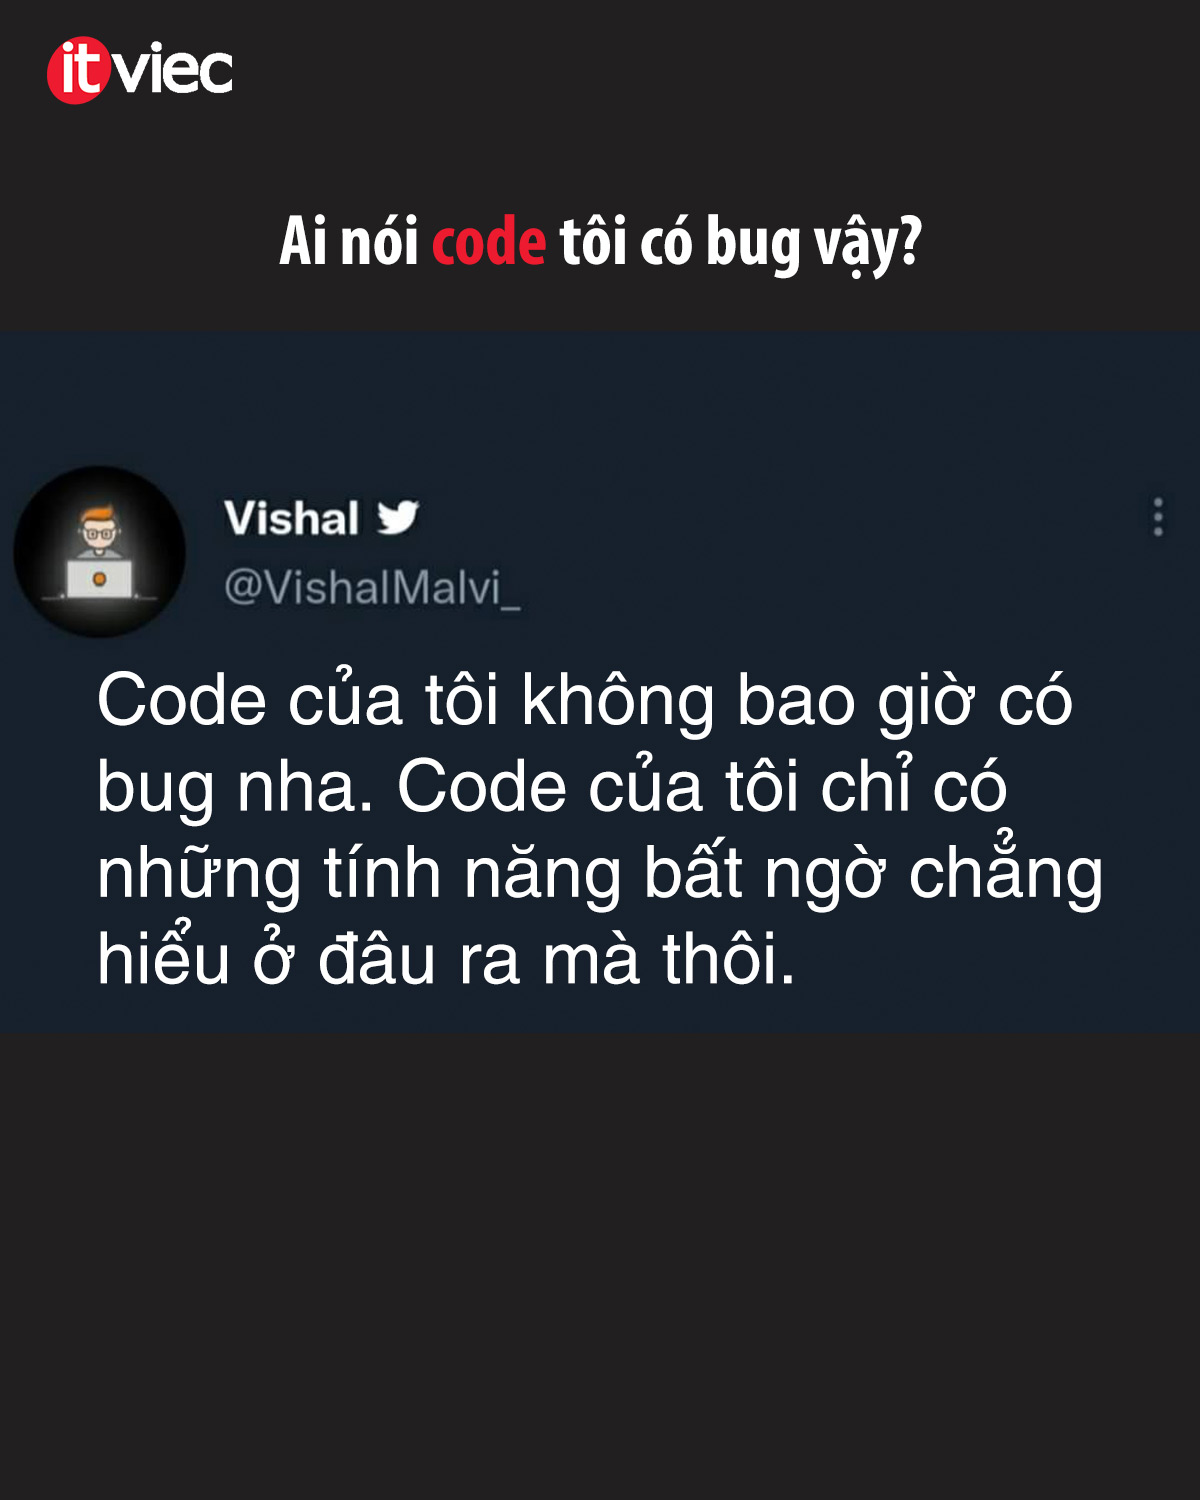 itviec
Ai nói code tôi có bug vậy?
Vishal
@VishalMalvi_
Code của tôi không bao giờ có
bug nha. Code của tôi chỉ có
những tính năng bất ngờ chẳng
hiểu ở đâu ra mà thôi.